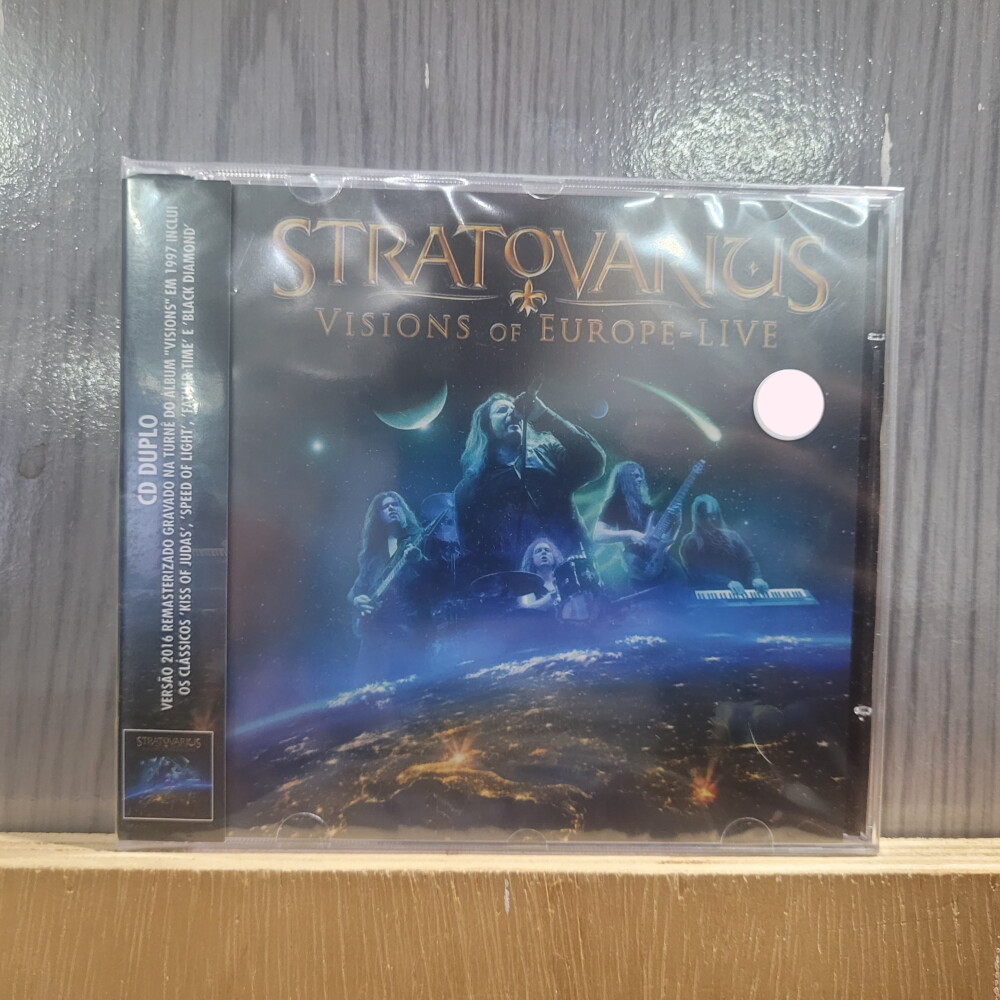 CD DUPLO
VERSÃO 2016 REMASTERIZADO GRAVADO NA TURNÊ DO ÁLBUM "VISIONS" EM 1997 INCLUI
OS CLÁSSICOS 'KISS OF JUDAS', 'SPEED OF LIGHT', 'FATHER TIME' E 'BLACK DIAMOND'
STRATOVARIUS
STRATOVARIUS
VISIONS OF EUROPE-LIVE